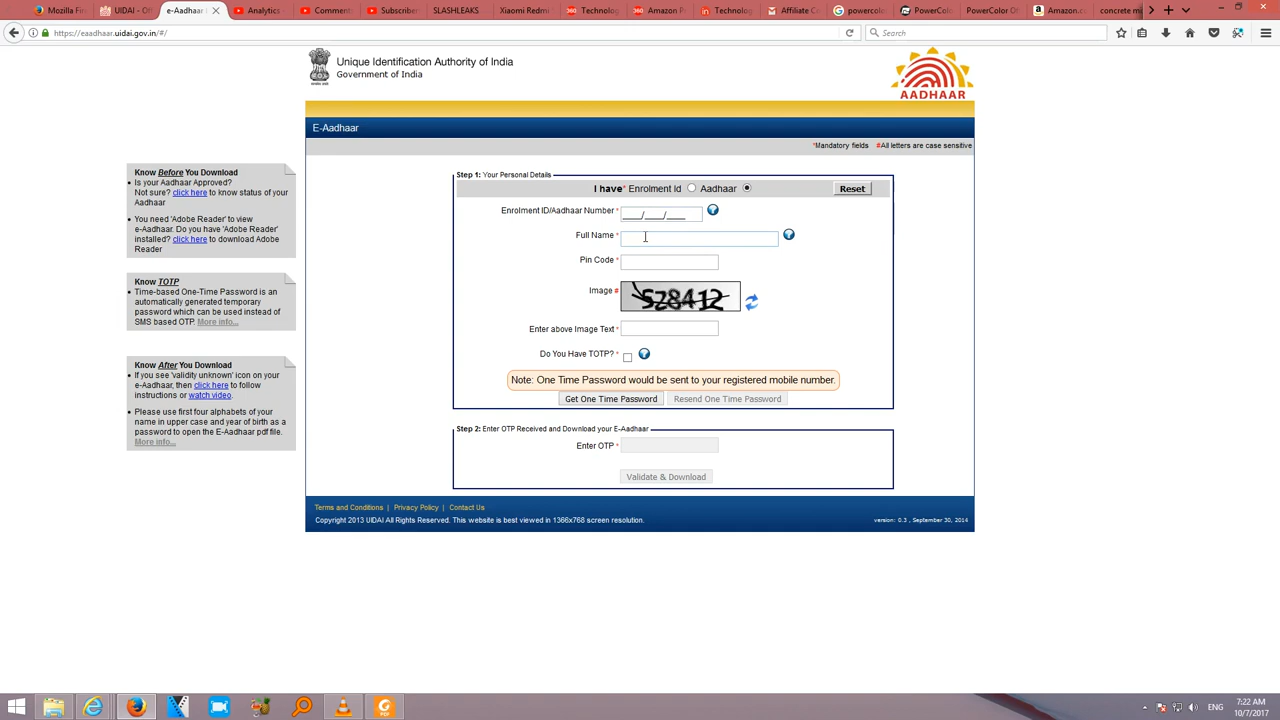 Mozilla Fi
UIDAI - Offi
e-Aadhaar
Analytics -
Comments
Subscriber
SLASHLEAKS
Xiaomi Redmi
Technolog
Amazon P
in Technolog
Affiliate C
powercolo
PowerColo
PowerColor D
Amazon.co
concrete mi
https://eaadhaar.uidai.gov.in/#/
Search
Unique Identification Authority of India
Government of India
AADHAAR
E-Aadhaar
*Mandatory fields #All letters are case sensitive
Know Before You Download
Is your Aadhaar Approved?
Not sure? click here to know status of your
Aadhaar
You need 'Adobe Reader' to view
e-Aadhaar. Do you have 'Adobe Reader'
installed? click here to download Adobe
Reader
Know TOTP
Time-based One-Time Password is an
automatically generated temporary
password which can be used instead of
SMS based OTP. More info...
Know After You Download
If you see 'validity unknown' icon on your
e-Aadhaar, then click here to follow
instructions or watch video.
Please use first four alphabets of your
name in upper case and year of birth as a
password to open the E-Aadhaar pdf file.
More info...
Step 1: Your Personal Details
I have* Enrolment Id Aadhaar Reset
Enrolment ID/Aadhaar Number * ____/____/____
Full Name *
Pin Code *
Image # 528412
Enter above Image Text *
Do You Have TOTP? *
Note: One Time Password would be sent to your registered mobile number.
Get One Time Password Resend One Time Password
Step 2: Enter OTP Received and Download your E-Aadhaar
Enter OTP *
Validate & Download
Terms and Conditions | Privacy Policy | Contact Us
Copyright 2013 UIDAI All Rights Reserved. This website is best viewed in 1366x768 screen resolution.
version: 0.3 , September 30, 2014
ENG
7:22 AM
10/7/2017